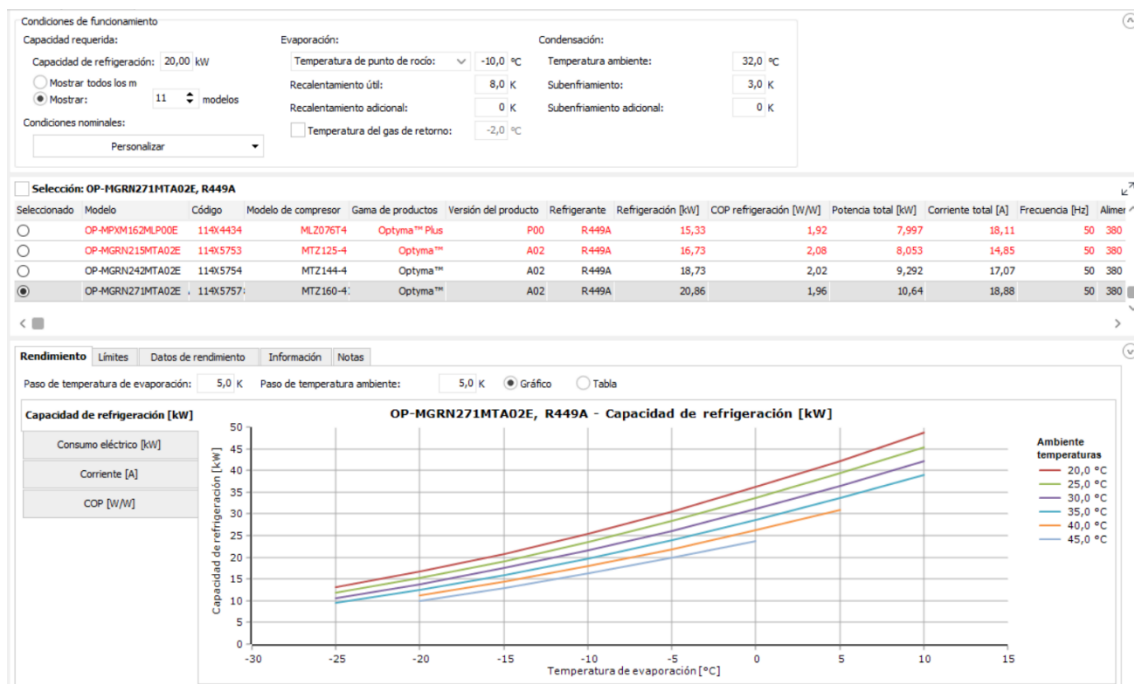 Condiciones de funcionamiento
Capacidad requerida: Evaporación: Condensación:
Capacidad de refrigeración: 20,00 kW Temperatura de punto de rocío: -10,0 ºC Temperatura ambiente: 32,0 ºC
Mostrar todos los m Recalentamiento útil: 8,0 K Subenfriamiento: 3,0 K
Mostrar: 11 modelos
Recalentamiento adicional: 0 K Subenfriamiento adicional: 0 K
Condiciones nominales: Temperatura del gas de retorno: -2,0 ºC
Personalizar
Selección: OP-MGRN271MTA02E, R449A
Seleccionado Modelo Código Modelo de compresor Gama de productos Versión del producto Refrigerante Refrigeración [kW] COP refrigeración [W/W] Potencia total [kW] Corriente total [A] Frecuencia [Hz] Alimer
OP-MPXM162MLP00E 114X4434 MLZ076T4 Optyma™ Plus P00 R449A 15,33 1,92 7,997 18,11 50 380
OP-MGRN215MTA02E 114X5753 MTZ125-4 Optyma™ A02 R449A 16,73 2,08 8,053 14,85 50 380
OP-MGRN242MTA02E 114X5754 MTZ144-4 Optyma™ A02 R449A 18,73 2,02 9,292 17,07 50 380
OP-MGRN271MTA02E 114X5757 MTZ160-4 Optyma™ A02 R449A 20,86 1,96 10,64 18,88 50 380
Rendimiento Límites Datos de rendimiento Información Notas
Paso de temperatura de evaporación: 5,0 K Paso de temperatura ambiente: 5,0 K Gráfico Tabla
Capacidad de refrigeración [kW]
Consumo eléctrico [kW]
Corriente [A]
COP [W/W]
OP-MGRN271MTA02E, R449A - Capacidad de refrigeración [kW]
Capacidad de refrigeración [kW]
50
45
40
35
30
25
20
15
10
5
0
-30 -25 -20 -15 -10 -5 0 5 10 15
Temperatura de evaporación [°C]
Ambiente
temperaturas
20,0 °C
25,0 °C
30,0 °C
35,0 °C
40,0 °C
45,0 °C